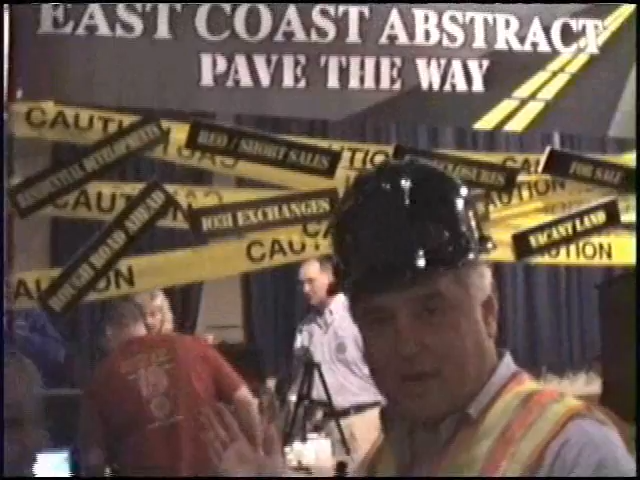 EAST COAST ABSTRACT
PAVE THE WAY
CAUTION
REO / SHORT SALES
RESIDENTIAL DEVELOPMENTS
FORECLOSURES
FOR SALE
CAUTION
CAUTION
1031 EXCHANGES
ROUGH ROAD AHEAD
VACANT LAND
CAUTION
CAUTION